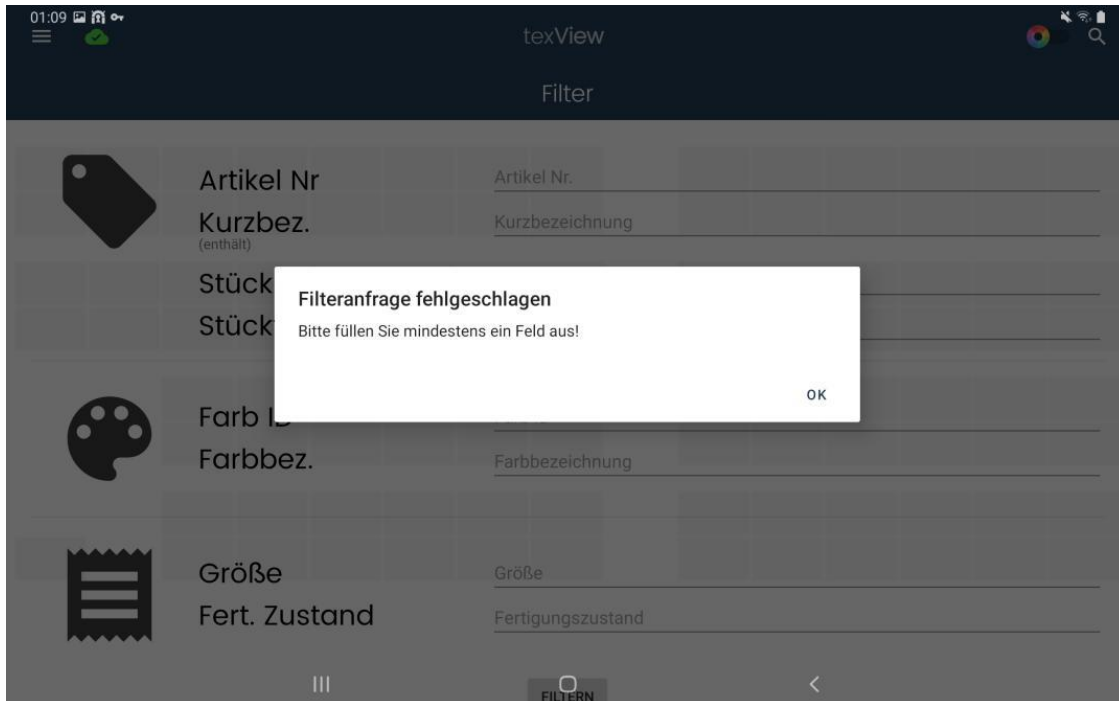 01:09
texView
Filter
Artikel Nr
Artikel Nr.
Kurzbez.
Kurzbezeichnung
(enthält)
Stück
Stück
Filteranfrage fehlgeschlagen
Bitte füllen Sie mindestens ein Feld aus!
OK
Farb
Farbbez.
Farbbezeichnung
Größe
Größe
Fert. Zustand
Fertigungszustand
FILTERN